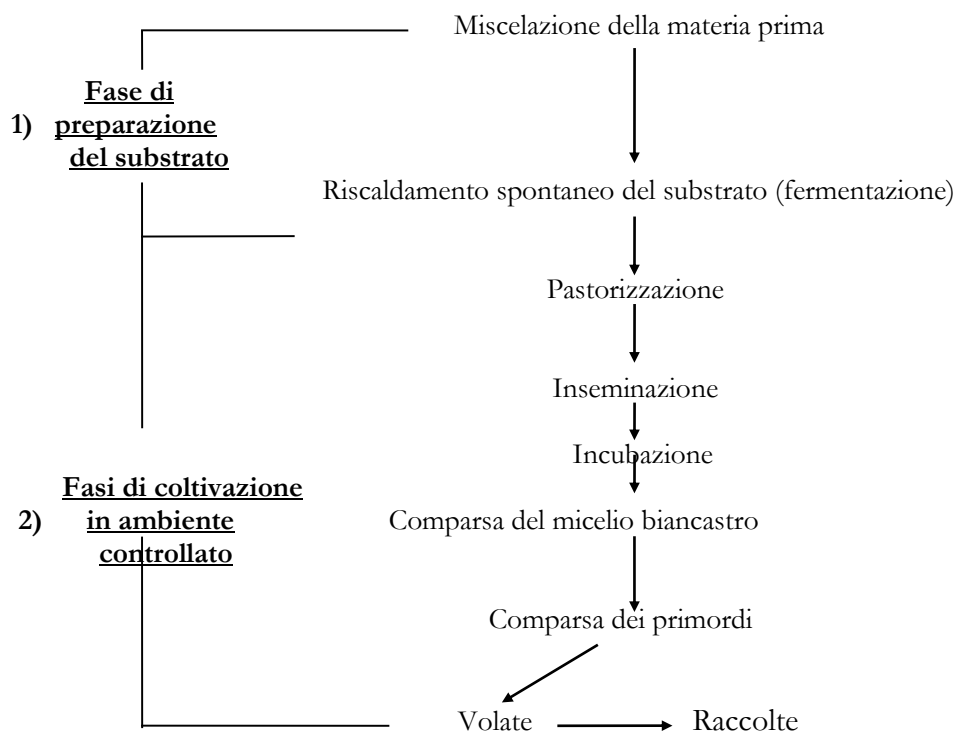 Miscelazione della materia prima
Fase di
1) preparazione
del substrato
Riscaldamento spontaneo del substrato (fermentazione)
Pastorizzazione
Inseminazione
Incubazione
Fasi di coltivazione
2) in ambiente
controllato
Comparsa del micelio biancastro
Comparsa dei primordi
Volate
Raccolte